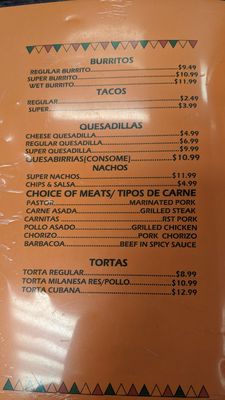 BURRITOS
REGULAR BURRITO...$9.49
SUPER BURRITO...$10.99
WET BURRITO...$11.99
TACOS
REGULAR...$2.49
SUPER...$3.99
QUESADILLAS
CHEESE QUESADILLA...$4.99
REGULAR QUESADILLA...$6.99
SUPER QUESADILLA...$9.99
QUESABIRRIAS(CONSOME)...$10.99
NACHOS
SUPER NACHOS...$11.99
CHIPS & SALSA...$4.99
CHOICE OF MEATS/ TIPOS DE CARNE
PASTOR...MARINATED PORK
CARNE ASADA...GRILLED STEAK
CARNITAS...RST PORK
POLLO ASADO...GRILLED CHICKEN
CHORIZO...PORK CHORIZO
BARBACOA...BEEF IN SPICY SAUCE
TORTAS
TORTA REGULAR...$8.99
TORTA MILANESA RES/POLLO...$10.99
TORTA CUBANA...$12.99